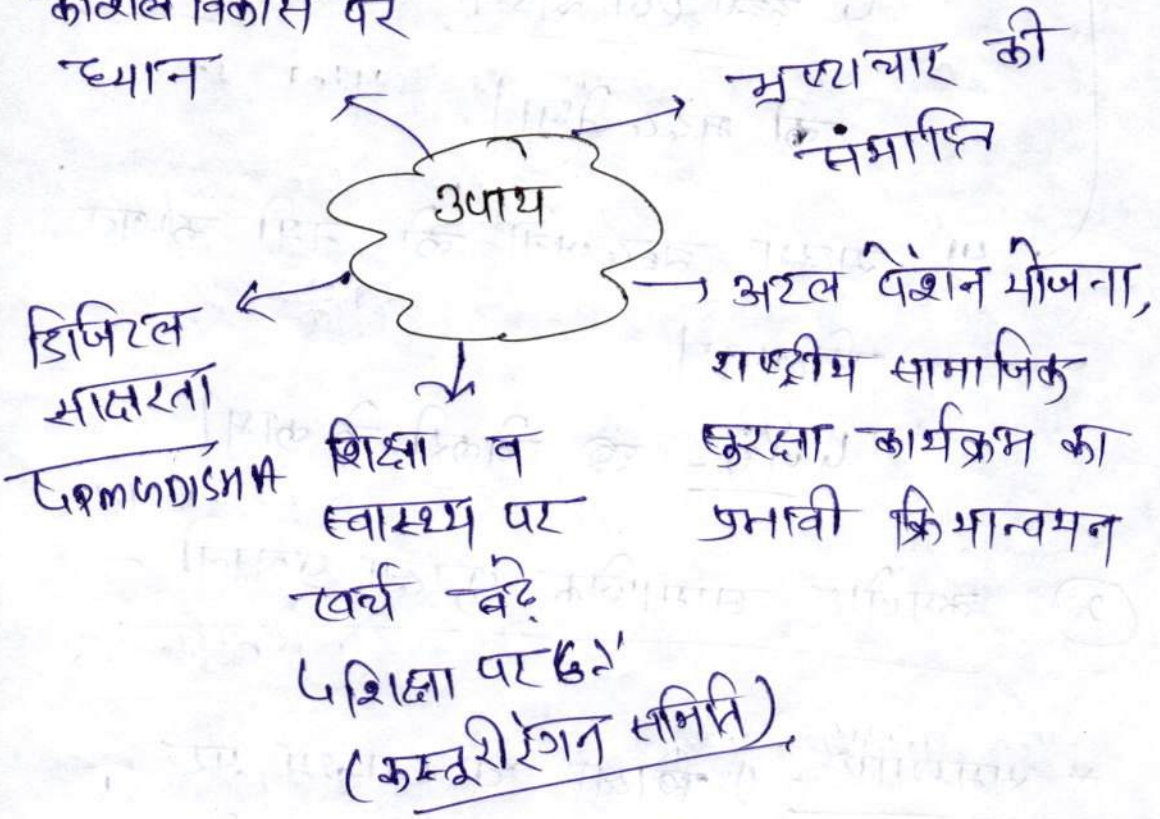 कौशल विकास पर
ध्यान
भ्रष्टाचार की
संमाप्ति
उपाय
अटल पेंशन योजना,
राष्ट्रीय सामाजिक
सुरक्षा कार्यक्रम का
प्रभावी क्रियान्वयन
डिजिटल
साक्षरता
↳PMGDISHA
शिक्षा व
स्वास्थ्य पर
खर्च बढ़े
↳ शिक्षा पर 6%
(कस्तूरीरंगन समिति)